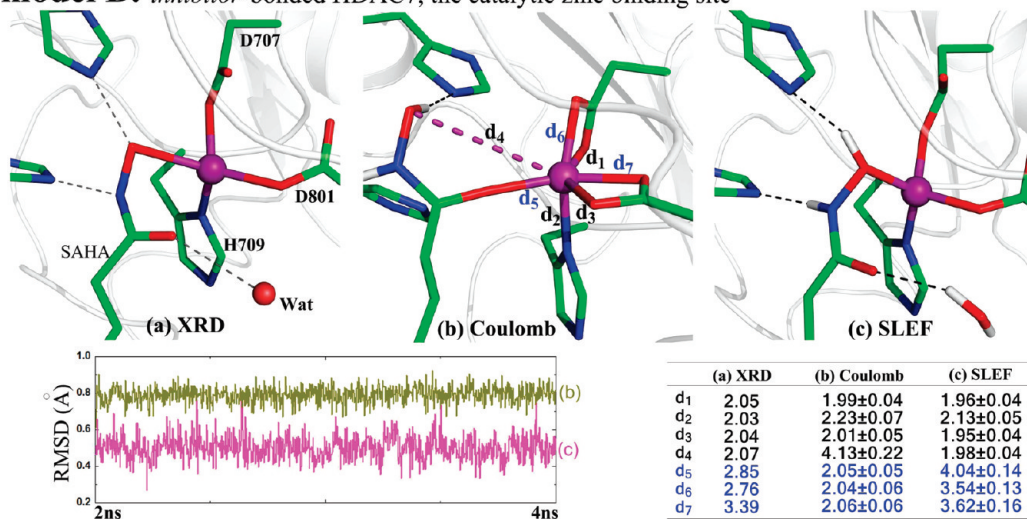 inhibitor-bonded HDAC7, the catalytic zinc-binding site
D707
D801
H709
SAHA
Wat
(a) XRD
d4
d6
d1
d7
d5
d2
d3
(b) Coulomb
(c) SLEF
RMSD (Å)
1.0
0.8
0.6
0.4
0.2
(b)
(c)
2ns
4ns
(a) XRD (b) Coulomb (c) SLEF
d1 2.05 1.99±0.04 1.96±0.04
d2 2.03 2.23±0.07 2.13±0.05
d3 2.04 2.01±0.05 1.95±0.04
d4 2.07 4.13±0.22 1.98±0.04
d5 2.85 2.05±0.05 4.04±0.14
d6 2.76 2.04±0.06 3.54±0.13
d7 3.39 2.06±0.06 3.62±0.16